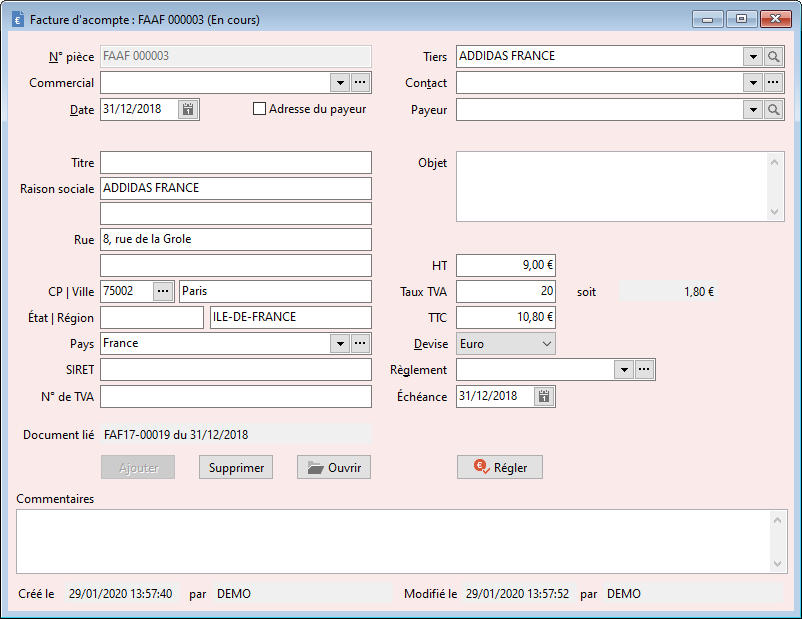 Facture d'acompte : FAAF 000003 (En cours)
N° pièce FAAF 000003 Tiers ADDIDAS FRANCE
Commercial Contact
Date 31/12/2018 Adresse du payeur Payeur
Titre Objet
Raison sociale ADDIDAS FRANCE
Rue 8, rue de la Grole
HT 9,00 €
CP | Ville 75002 Paris Taux TVA 20 soit 1,80 €
État | Région ILE-DE-FRANCE TTC 10,80 €
Pays France Devise Euro
SIRET Règlement
N° de TVA Échéance 31/12/2018
Document lié FAF17-00019 du 31/12/2018
Ajouter Supprimer Ouvrir Régler
Commentaires
Créé le 29/01/2020 13:57:40 par DEMO Modifié le 29/01/2020 13:57:52 par DEMO